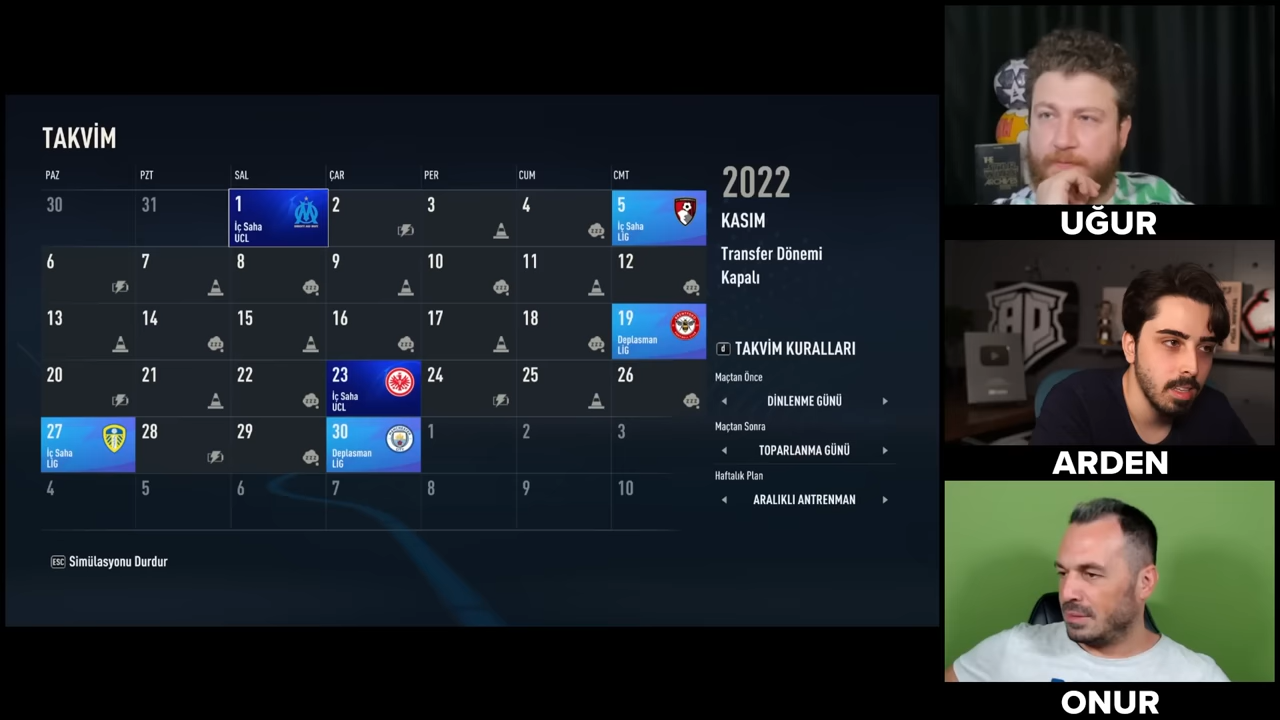 TAKVİM
PAZ PZT SAL ÇAR PER CUM CMT
30 31 1 2 3 4 5
İç Saha
UCL
İç Saha
LİG
6 7 8 9 10 11 12
13 14 15 16 17 18 19
Deplasman
LİG
20 21 22 23 24 25 26
İç Saha
UCL
27 28 29 30 1 2 3
İç Saha
LİG
Deplasman
LİG
4 5 6 7 8 9 10
ESC Simülasyonu Durdur
2022
KASIM
Transfer Dönemi
Kapalı
d TAKVİM KURALLARI
Maçtan Önce
DİNLENME GÜNÜ
Maçtan Sonra
TOPARLANMA GÜNÜ
Haftalık Plan
ARALIKLI ANTRENMAN
UĞUR
ARDEN
ONUR